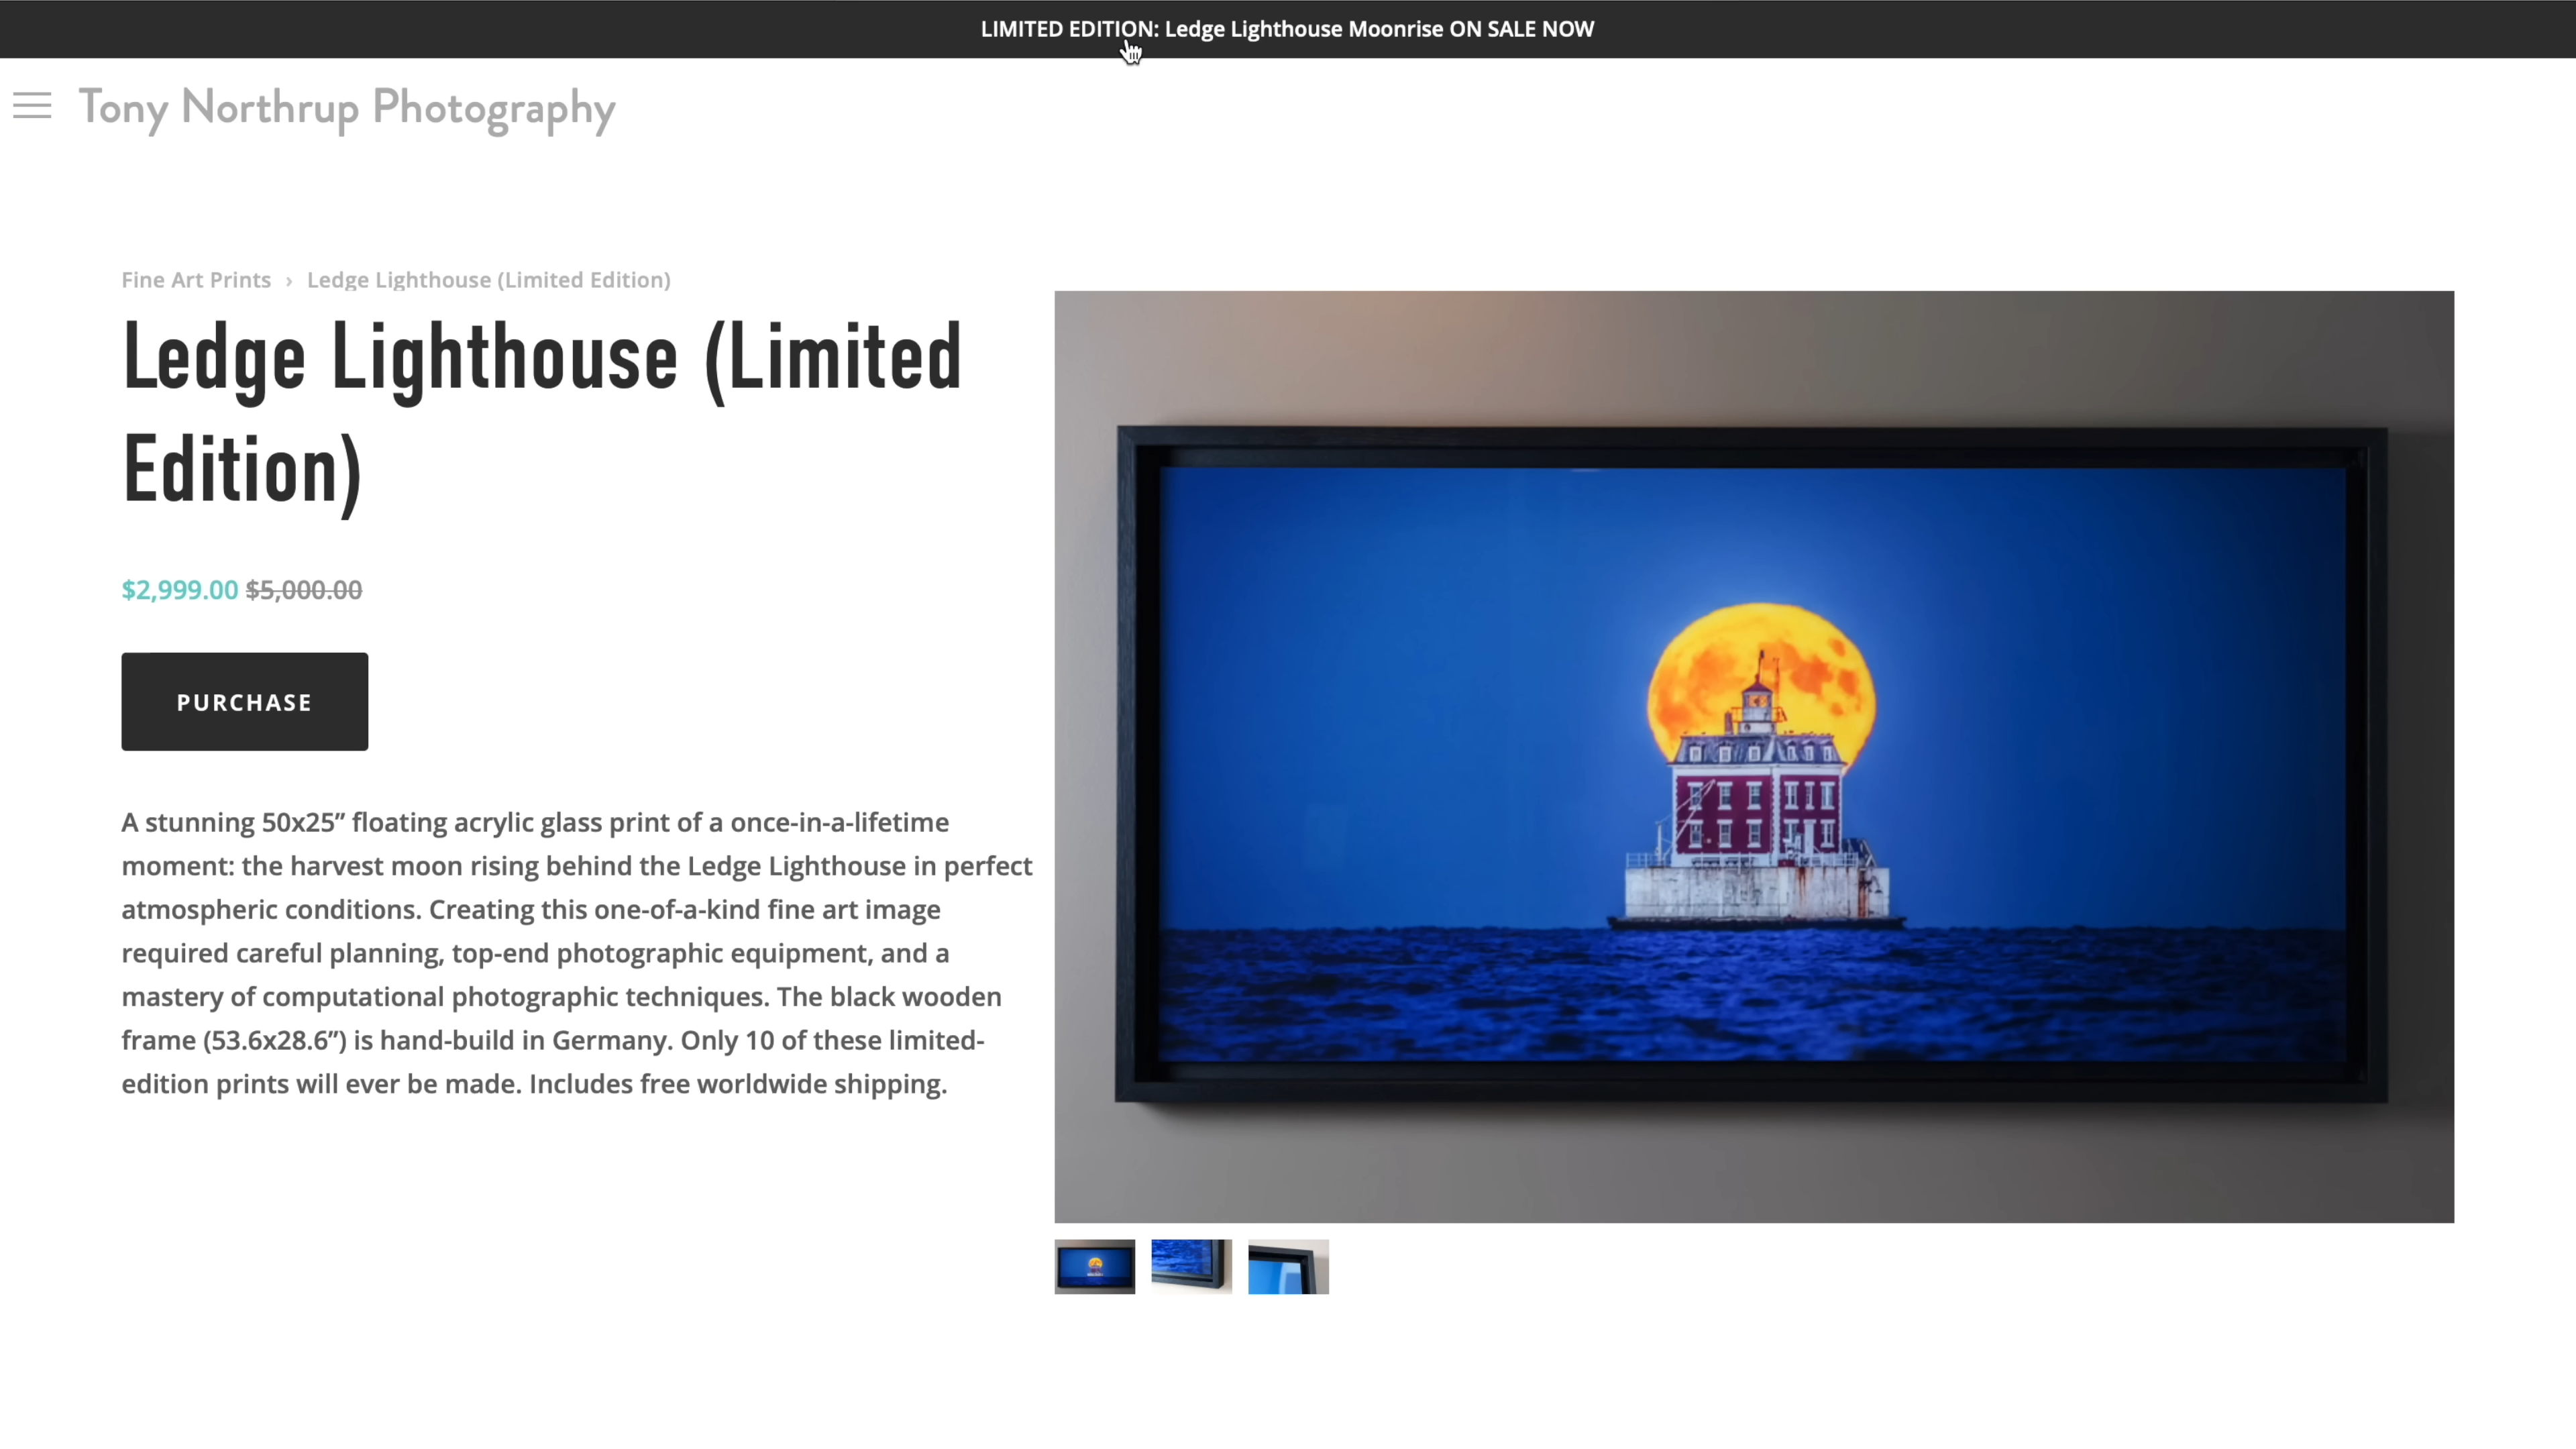 LIMITED EDITION: Ledge Lighthouse Moonrise ON SALE NOW
Tony Northrup Photography
Fine Art Prints › Ledge Lighthouse (Limited Edition)
Ledge Lighthouse (Limited
Edition)
$2,999.00 $5,000.00
PURCHASE
A stunning 50x25” floating acrylic glass print of a once-in-a-lifetime
moment: the harvest moon rising behind the Ledge Lighthouse in perfect
atmospheric conditions. Creating this one-of-a-kind fine art image
required careful planning, top-end photographic equipment, and a
mastery of computational photographic techniques. The black wooden
frame (53.6x28.6”) is hand-build in Germany. Only 10 of these limited-
edition prints will ever be made. Includes free worldwide shipping.